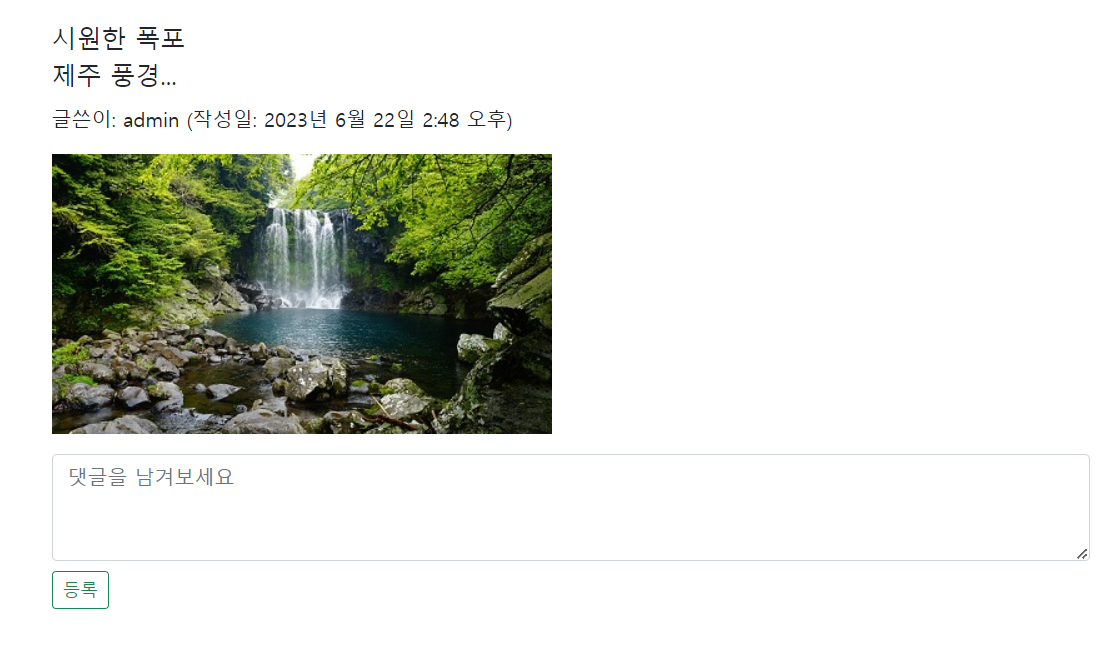 시원한 폭포
제주 풍경...
글쓴이: admin (작성일: 2023년 6월 22일 2:48 오후)
댓글을 남겨보세요
등록